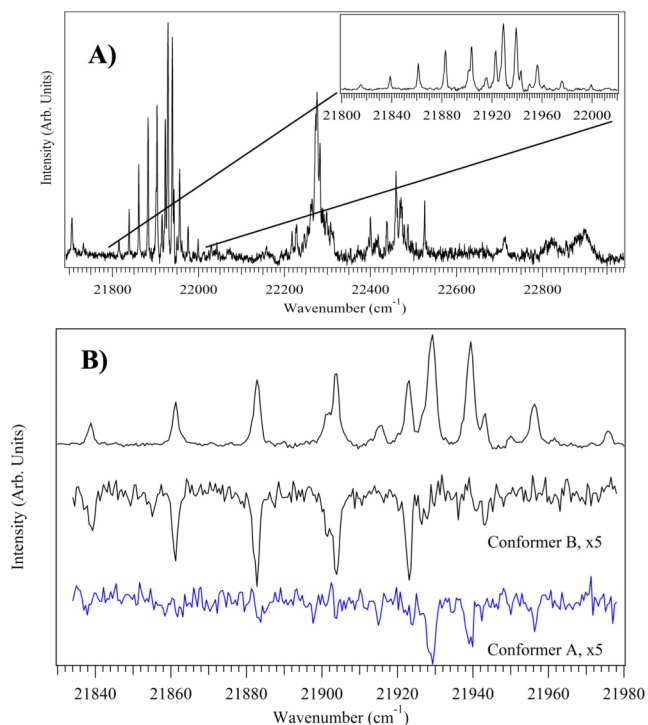 A)
Intensity (Arb. Units)
21800 21840 21880 21920 21960 22000
21800 22000 22200 22400 22600 22800
Wavenumber (cm-1)
B)
Intensity (Arb. Units)
Conformer B, x5
Conformer A, x5
21840 21860 21880 21900 21920 21940 21960 21980
Wavenumber (cm-1)